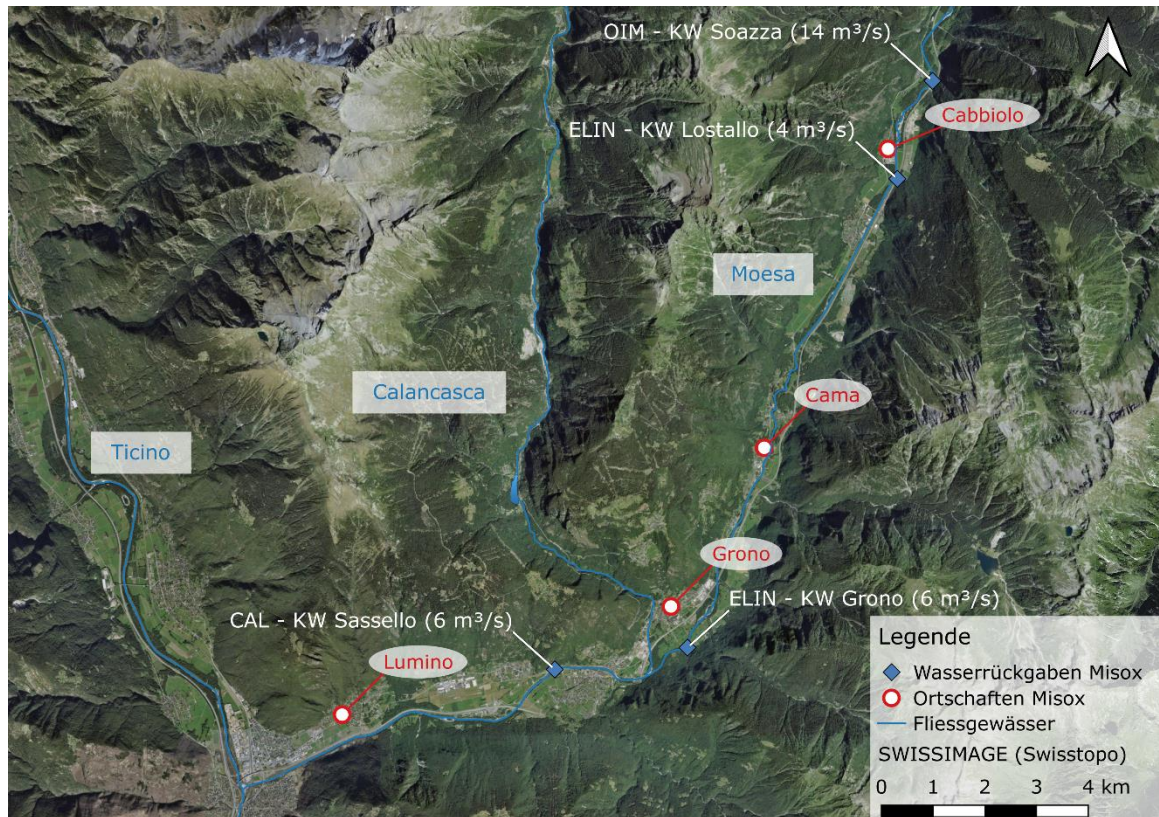 OIM - KW Soazza (14 m³/s)
Cabbiolo
ELIN - KW Lostallo (4 m³/s)
Moesa
Calancasca
Cama
Ticino
Grono
ELIN - KW Grono (6 m³/s)
CAL - KW Sassello (6 m³/s)
Lumino
Legende
Wasserrückgaben Misox
Ortschaften Misox
Fliessgewässer
SWISSIMAGE (Swisstopo)
0 1 2 3 4 km